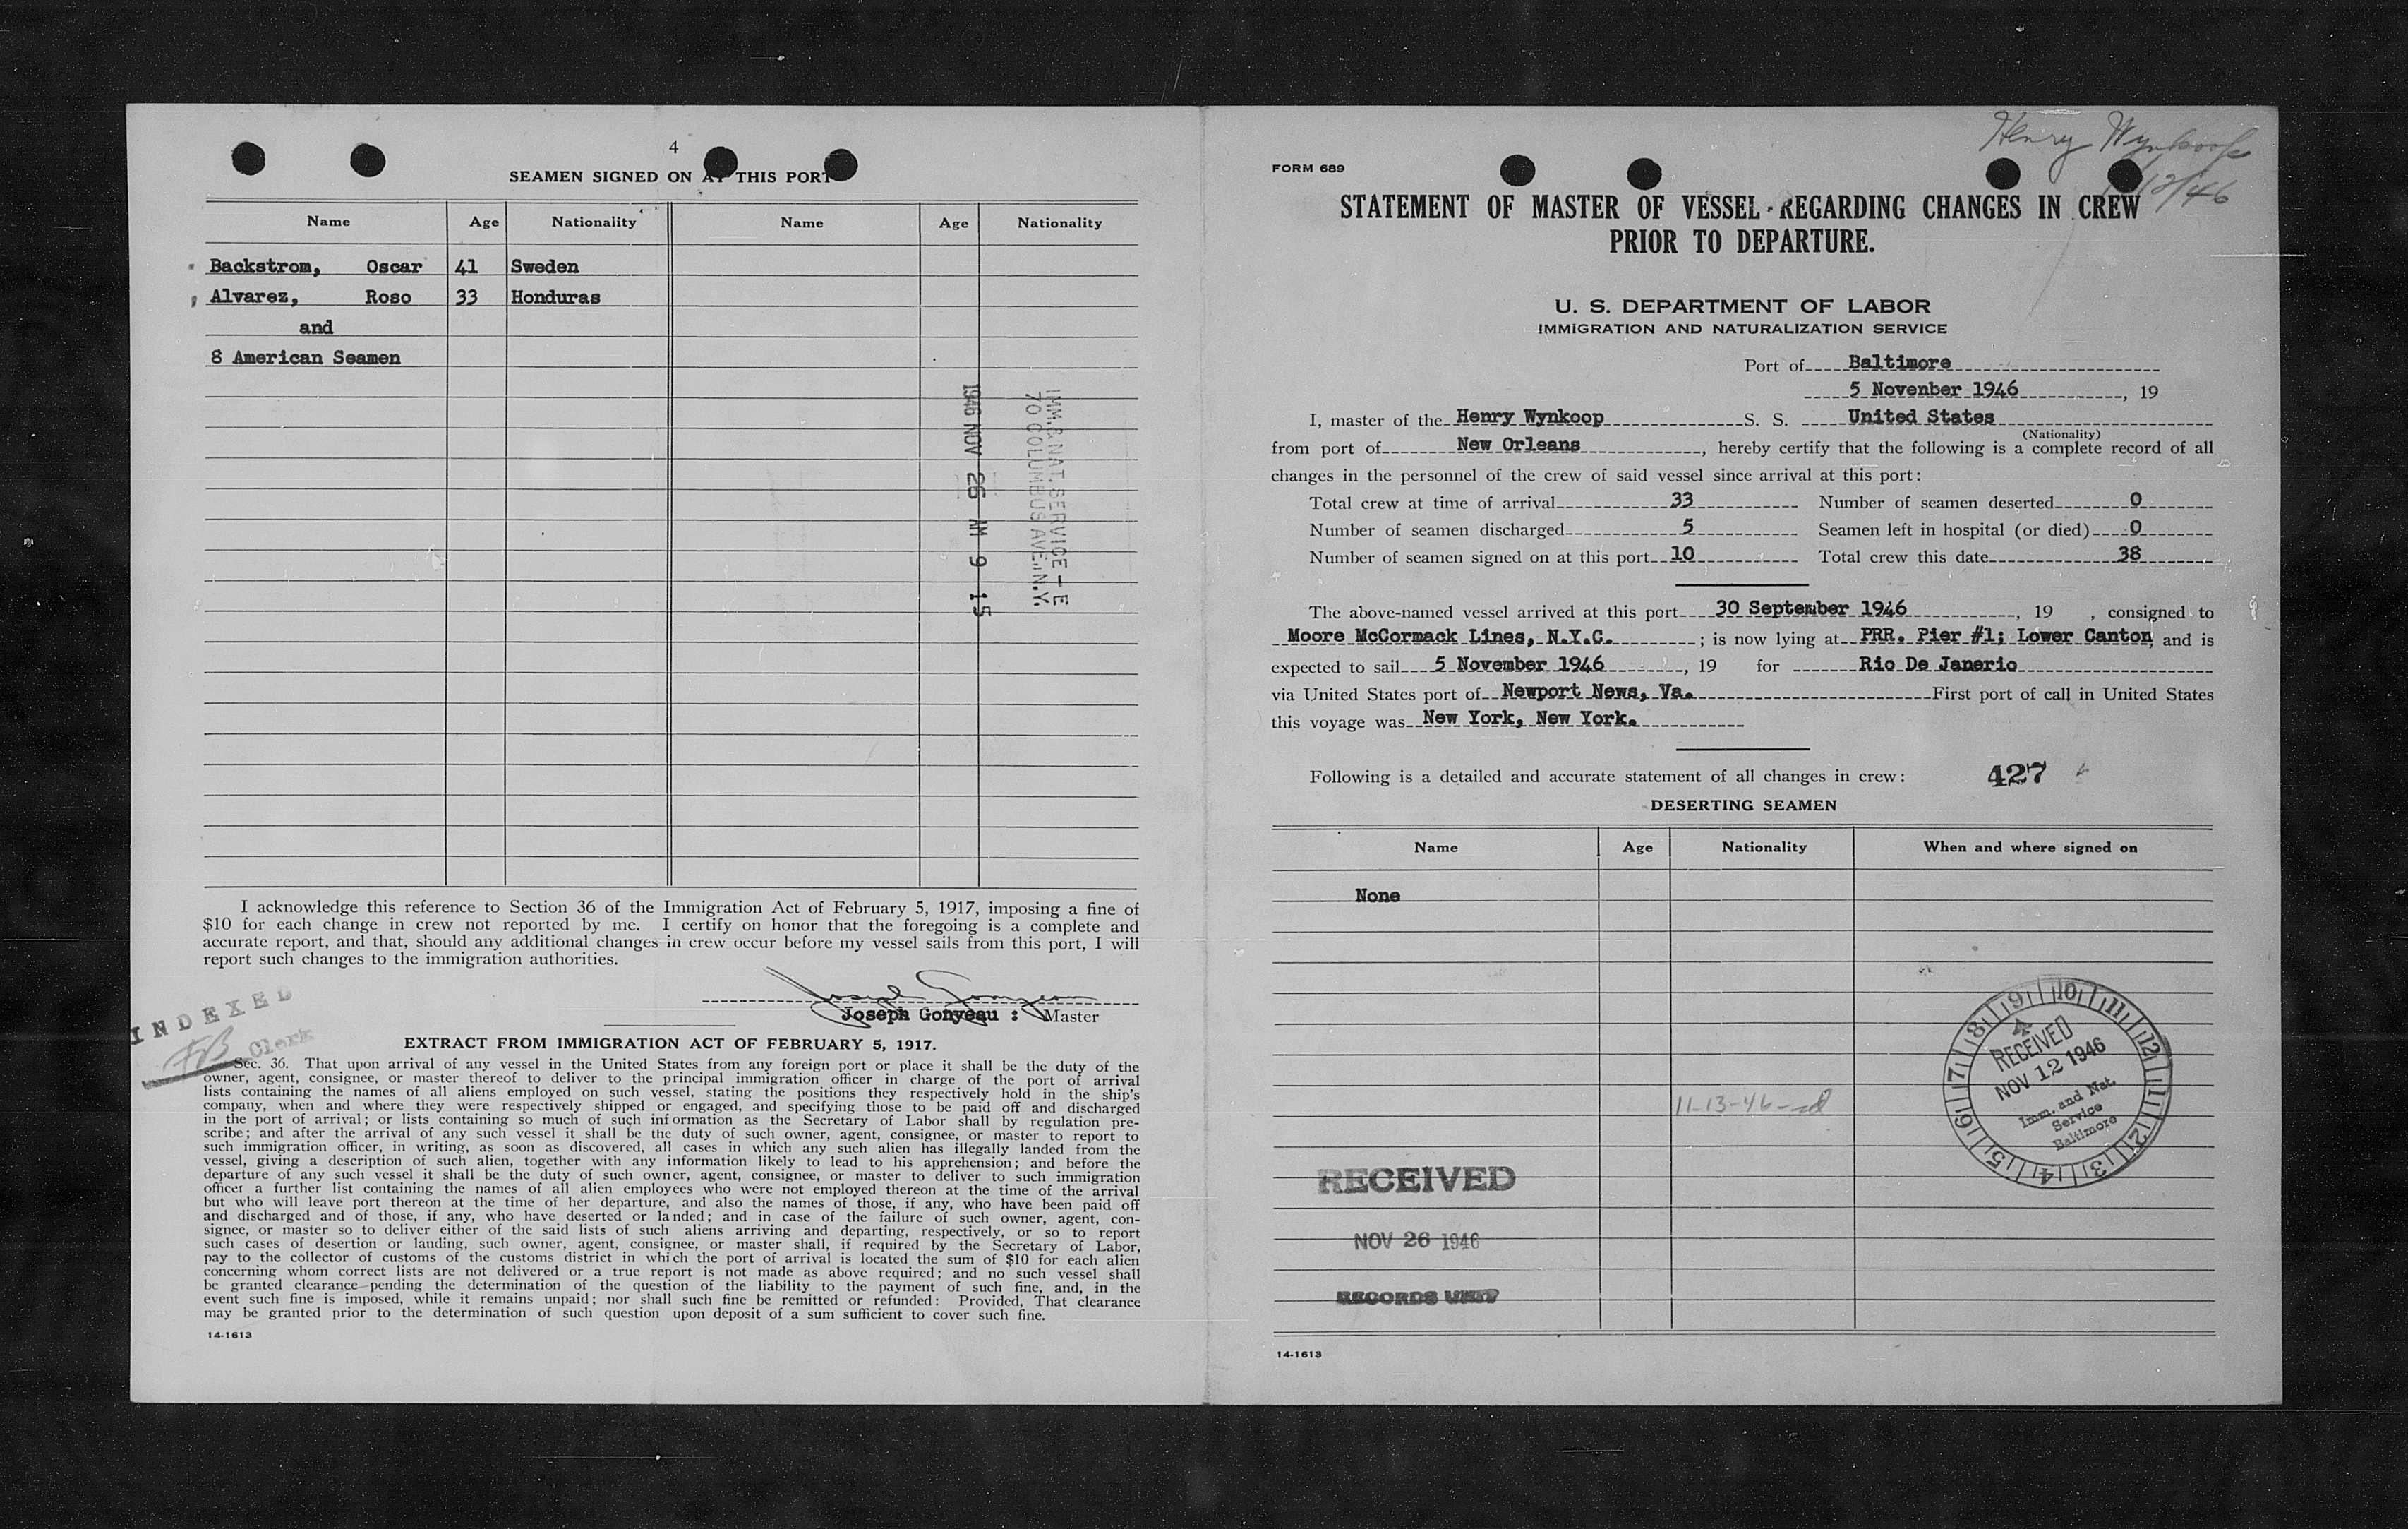 4
SEAMEN SIGNED ON AT THIS PORT
Name Age Nationality Name Age Nationality
Backstrom, Oscar 41 Sweden
Alvarez, Roso 33 Honduras
and
8 American Seamen
1946 NOV 26 AM 9 15
IMM. & NAT. SERVICE - E
70 COLUMBUS AVE., N.Y.
I acknowledge this reference to Section 36 of the Immigration Act of February 5, 1917, imposing a fine of
$10 for each change in crew not reported by me. I certify on honor that the foregoing is a complete and
accurate report, and that, should any additional changes in crew occur before my vessel sails from this port, I will
report such changes to the immigration authorities.
Joseph Gonyeau
Joseph Gonyeau : Master
INDEXED
Clerk
EXTRACT FROM IMMIGRATION ACT OF FEBRUARY 5, 1917.
Sec. 36. That upon arrival of any vessel in the United States from any foreign port or place it shall be the duty of the
owner, agent, consignee, or master thereof to deliver to the principal immigration officer in charge of the port of arrival
lists containing the names of all aliens employed on such vessel, stating the positions they respectively hold in the ship's
company, when and where they were respectively shipped or engaged, and specifying those to be paid off and discharged
in the port of arrival; or lists containing so much of such information as the Secretary of Labor shall by regulation pre-
scribe; and after the arrival of any such vessel it shall be the duty of such owner, agent, consignee, or master to report to
such immigration officer, in writing, as soon as discovered, all cases in which any such alien has illegally landed from the
vessel, giving a description of such alien, together with any information likely to lead to his apprehension; and before the
departure of any such vessel it shall be the duty of such owner, agent, consignee, or master to deliver to such immigration
officer a further list containing the names of all alien employees who were not employed thereon at the time of the arrival
but who will leave port thereon at the time of her departure, and also the names of those, if any, who have been paid off
and discharged and of those, if any, who have deserted or landed; and in case of the failure of such owner, agent, con-
signee, or master so to deliver either of the said lists of such aliens arriving and departing, respectively, or so to report
such cases of desertion or landing, such owner, agent, consignee, or master shall, if required by the Secretary of Labor,
pay to the collector of customs of the customs district in which the port of arrival is located the sum of $10 for each alien
concerning whom correct lists are not delivered or a true report is not made as above required; and no such vessel shall
be granted clearance pending the determination of the question of the liability to the payment of such fine, and, in the
event such fine is imposed, while it remains unpaid; nor shall such fine be remitted or refunded: Provided, That clearance
may be granted prior to the determination of such question upon deposit of a sum sufficient to cover such fine.
14-1613
Henry Wynkoop
FORM 689
STATEMENT OF MASTER OF VESSEL REGARDING CHANGES IN CREW
PRIOR TO DEPARTURE.
U. S. DEPARTMENT OF LABOR
IMMIGRATION AND NATURALIZATION SERVICE
Port of Baltimore
5 Novenber 1946, 19
I, master of the Henry Wynkoop S. S. United States
(Nationality)
from port of New Orleans, hereby certify that the following is a complete record of all
changes in the personnel of the crew of said vessel since arrival at this port:
Total crew at time of arrival 33 Number of seamen deserted 0
Number of seamen discharged 5 Seamen left in hospital (or died) 0
Number of seamen signed on at this port 10 Total crew this date 38
The above-named vessel arrived at this port 30 September 1946, 19 , consigned to
Moore McCormack Lines, N.Y.C. ; is now lying at PRR. Pier #1; Lower Canton, and is
expected to sail 5 November 1946, 19 for Rio De Janerio
via United States port of Newport News, Va. First port of call in United States
this voyage was New York, New York.
Following is a detailed and accurate statement of all changes in crew: 427
DESERTING SEAMEN
Name Age Nationality When and where signed on
None
7 8 9 10 11 12 1 2 3 4 5 6
RECEIVED
NOV 12 1946
Imm. and Nat.
Service
Baltimore
11-13-46
RECEIVED
NOV 26 1946
RECORDS UNIT
14-1613